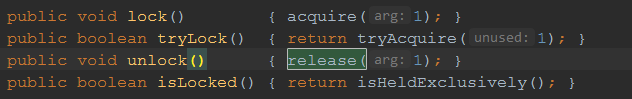 public void lock()        { acquire( arg: 1); }
public boolean tryLock()  { return tryAcquire( unused: 1); }
public void unlock()      { release( arg: 1); }
public boolean isLocked() { return isHeldExclusively(); }